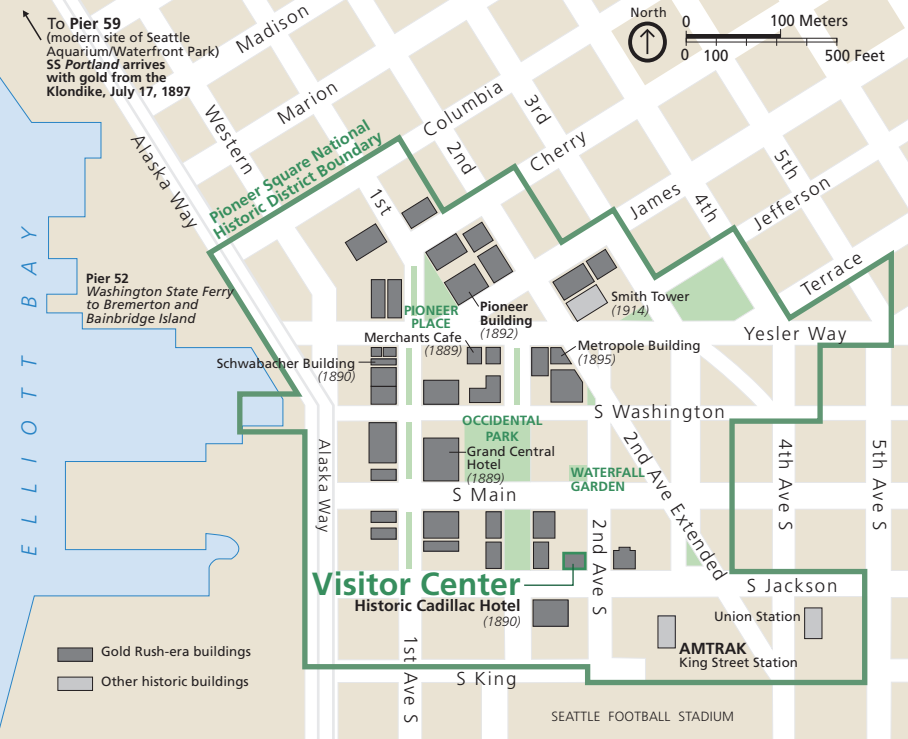 To Pier 59
(modern site of Seattle
Aquarium/Waterfront Park)
SS Portland arrives
with gold from the
Klondike, July 17, 1897
North
0
100 Meters
0
100
500 Feet
Madison
Marion
Columbia
Cherry
James
Jefferson
Terrace
Western
Alaska Way
1st
2nd
3rd
4th
5th
Pioneer Square National
Historic District Boundary
ELLIOTT BAY
Pier 52
Washington State Ferry
to Bremerton and
Bainbridge Island
PIONEER
PLACE
Pioneer
Building
(1892)
Smith Tower
(1914)
Yesler Way
Merchants Cafe
(1889)
Metropole Building
(1895)
Schwabacher Building
(1890)
S Washington
OCCIDENTAL
PARK
Grand Central
Hotel
(1889)
WATERFALL
GARDEN
2nd Ave Extended
4th Ave S
5th Ave S
Alaska Way
S Main
2nd Ave S
Visitor Center
Historic Cadillac Hotel
(1890)
S Jackson
Union Station
AMTRAK
King Street Station
1st Ave S
S King
Gold Rush-era buildings
Other historic buildings
SEATTLE FOOTBALL STADIUM